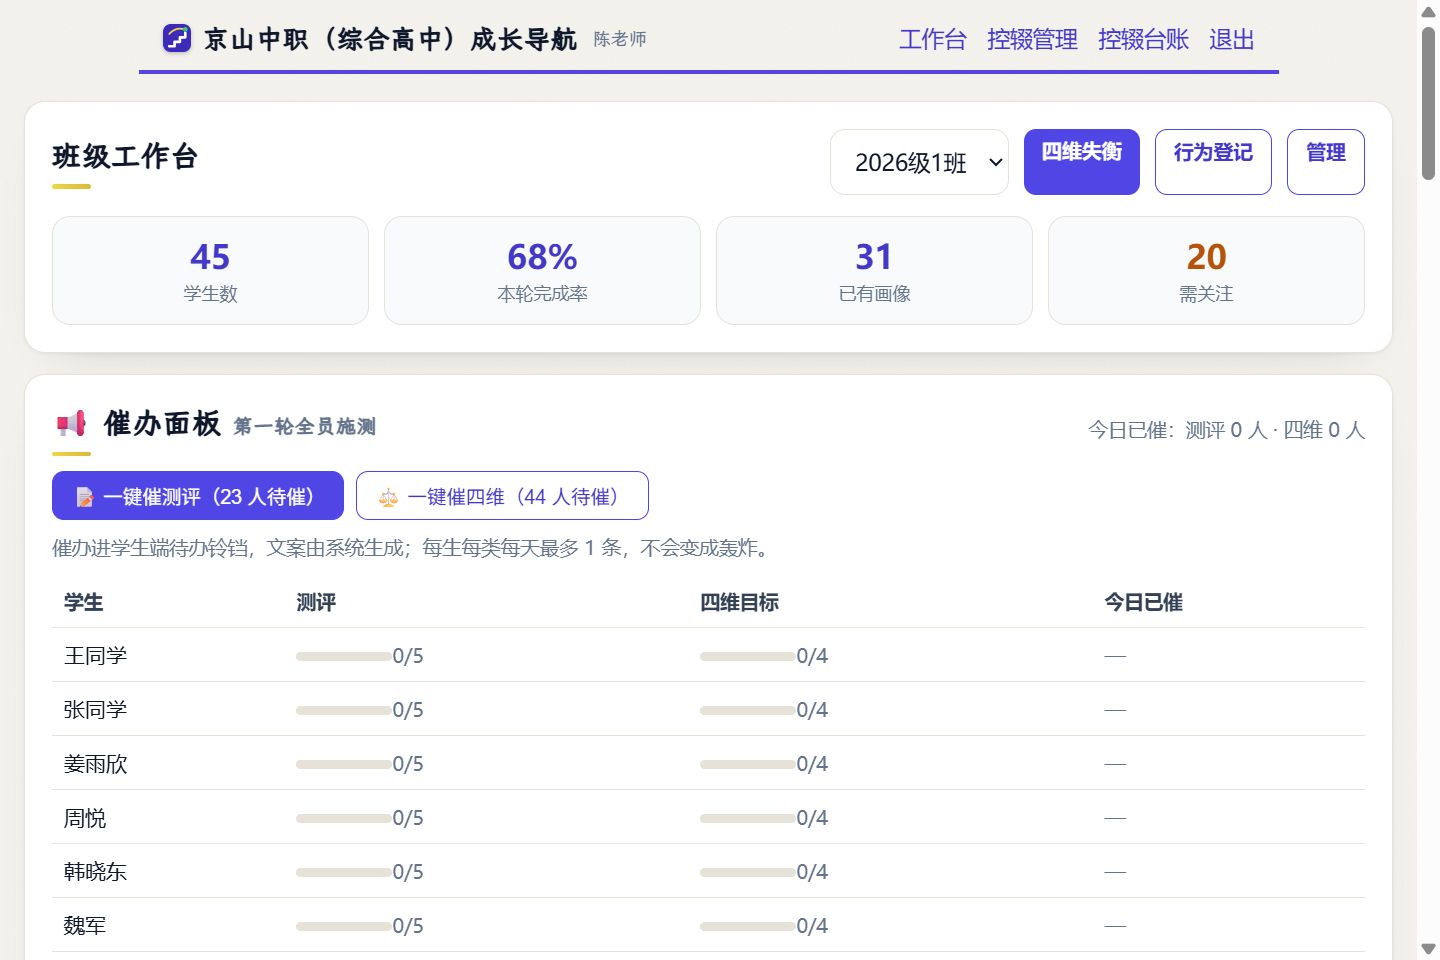 京山中职（综合高中）成长导航 陈老师 工作台 控辍管理 控辍台账 退出
班级工作台 2026级1班 四维失衡 行为登记 管理
45 68% 31 20
学生数 本轮完成率 已有画像 需关注
催办面板 第一轮全员施测 今日已催：测评 0 人 · 四维 0 人
一键催测评（23 人待催） 一键催四维（44 人待催）
催办进学生端待办铃铛，文案由系统生成；每生每类每天最多 1 条，不会变成轰炸。
学生 测评 四维目标 今日已催
王同学 0/5 0/4 —
张同学 0/5 0/4 —
姜雨欣 0/5 0/4 —
周悦 0/5 0/4 —
韩晓东 0/5 0/4 —
魏军 0/5 0/4 —